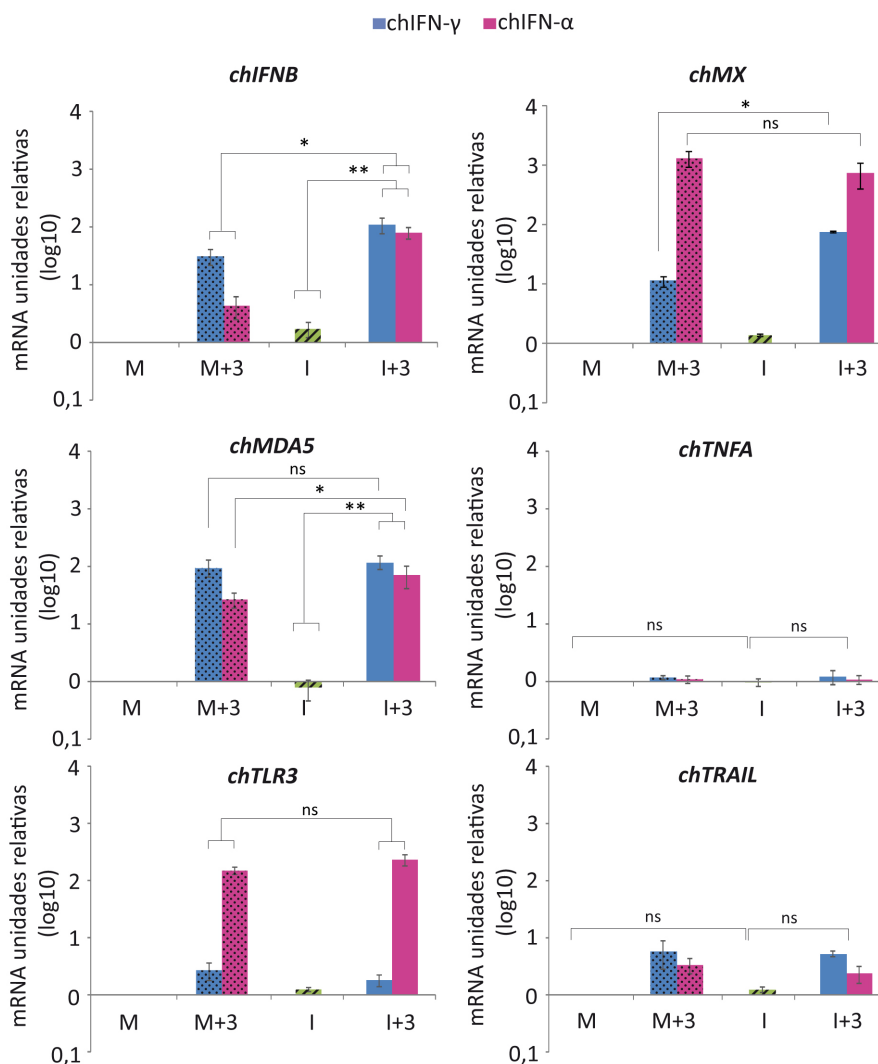 chIFN-γ chIFN-α
chIFNB
mRNA unidades relativas
(log10)
4
3
2
1
0
0,1
*
**
M M+3 I I+3
chMX
mRNA unidades relativas
(log10)
4
3
2
1
0
0,1
*
ns
M M+3 I I+3
chMDA5
mRNA unidades relativas
(log10)
4
3
2
1
0
0,1
ns
*
**
M M+3 I I+3
chTNFA
mRNA unidades relativas
(log10)
4
3
2
1
0
0,1
ns ns
M M+3 I I+3
chTLR3
mRNA unidades relativas
(log10)
4
3
2
1
0
0,1
ns
M M+3 I I+3
chTRAIL
mRNA unidades relativas
(log10)
4
3
2
1
0
0,1
ns ns
M M+3 I I+3